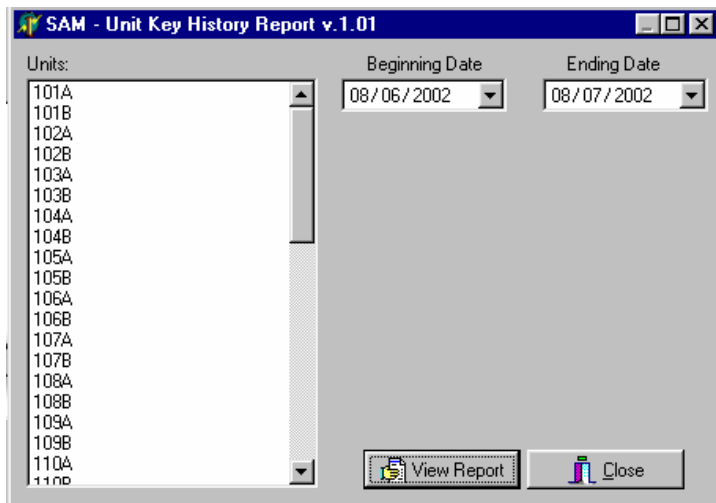 SAM - Unit Key History Report v.1.01
Units:
Beginning Date
Ending Date
08/06/2002
08/07/2002
101A
101B
102A
102B
103A
103B
104A
104B
105A
105B
106A
106B
107A
107B
108A
108B
109A
109B
110A
110B
View Report
Close